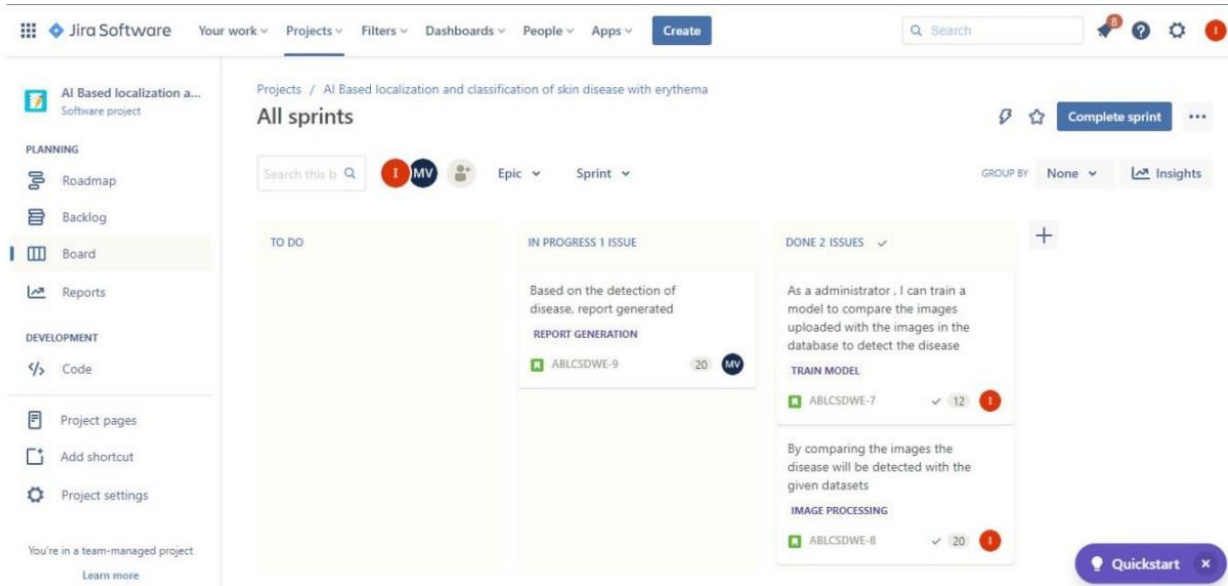 Jira Software Your work Projects Filters Dashboards People Apps Create Search 8 I
AI Based localization a...
Software project
PLANNING
Roadmap
Backlog
Board
Reports
DEVELOPMENT
Code
Project pages
Add shortcut
Project settings
You're in a team-managed project
Learn more
Projects / AI Based localization and classification of skin disease with erythema
All sprints
Complete sprint
Search this b I MV Epic Sprint GROUP BY None Insights
TO DO
IN PROGRESS 1 ISSUE
Based on the detection of
disease, report generated
REPORT GENERATION
ABLCSDWE-9 20 MV
DONE 2 ISSUES
As a administrator , I can train a
model to compare the images
uploaded with the images in the
database to detect the disease
TRAIN MODEL
ABLCSDWE-7 12 I
By comparing the images the
disease will be detected with the
given datasets
IMAGE PROCESSING
ABLCSDWE-8 20 I
Quickstart